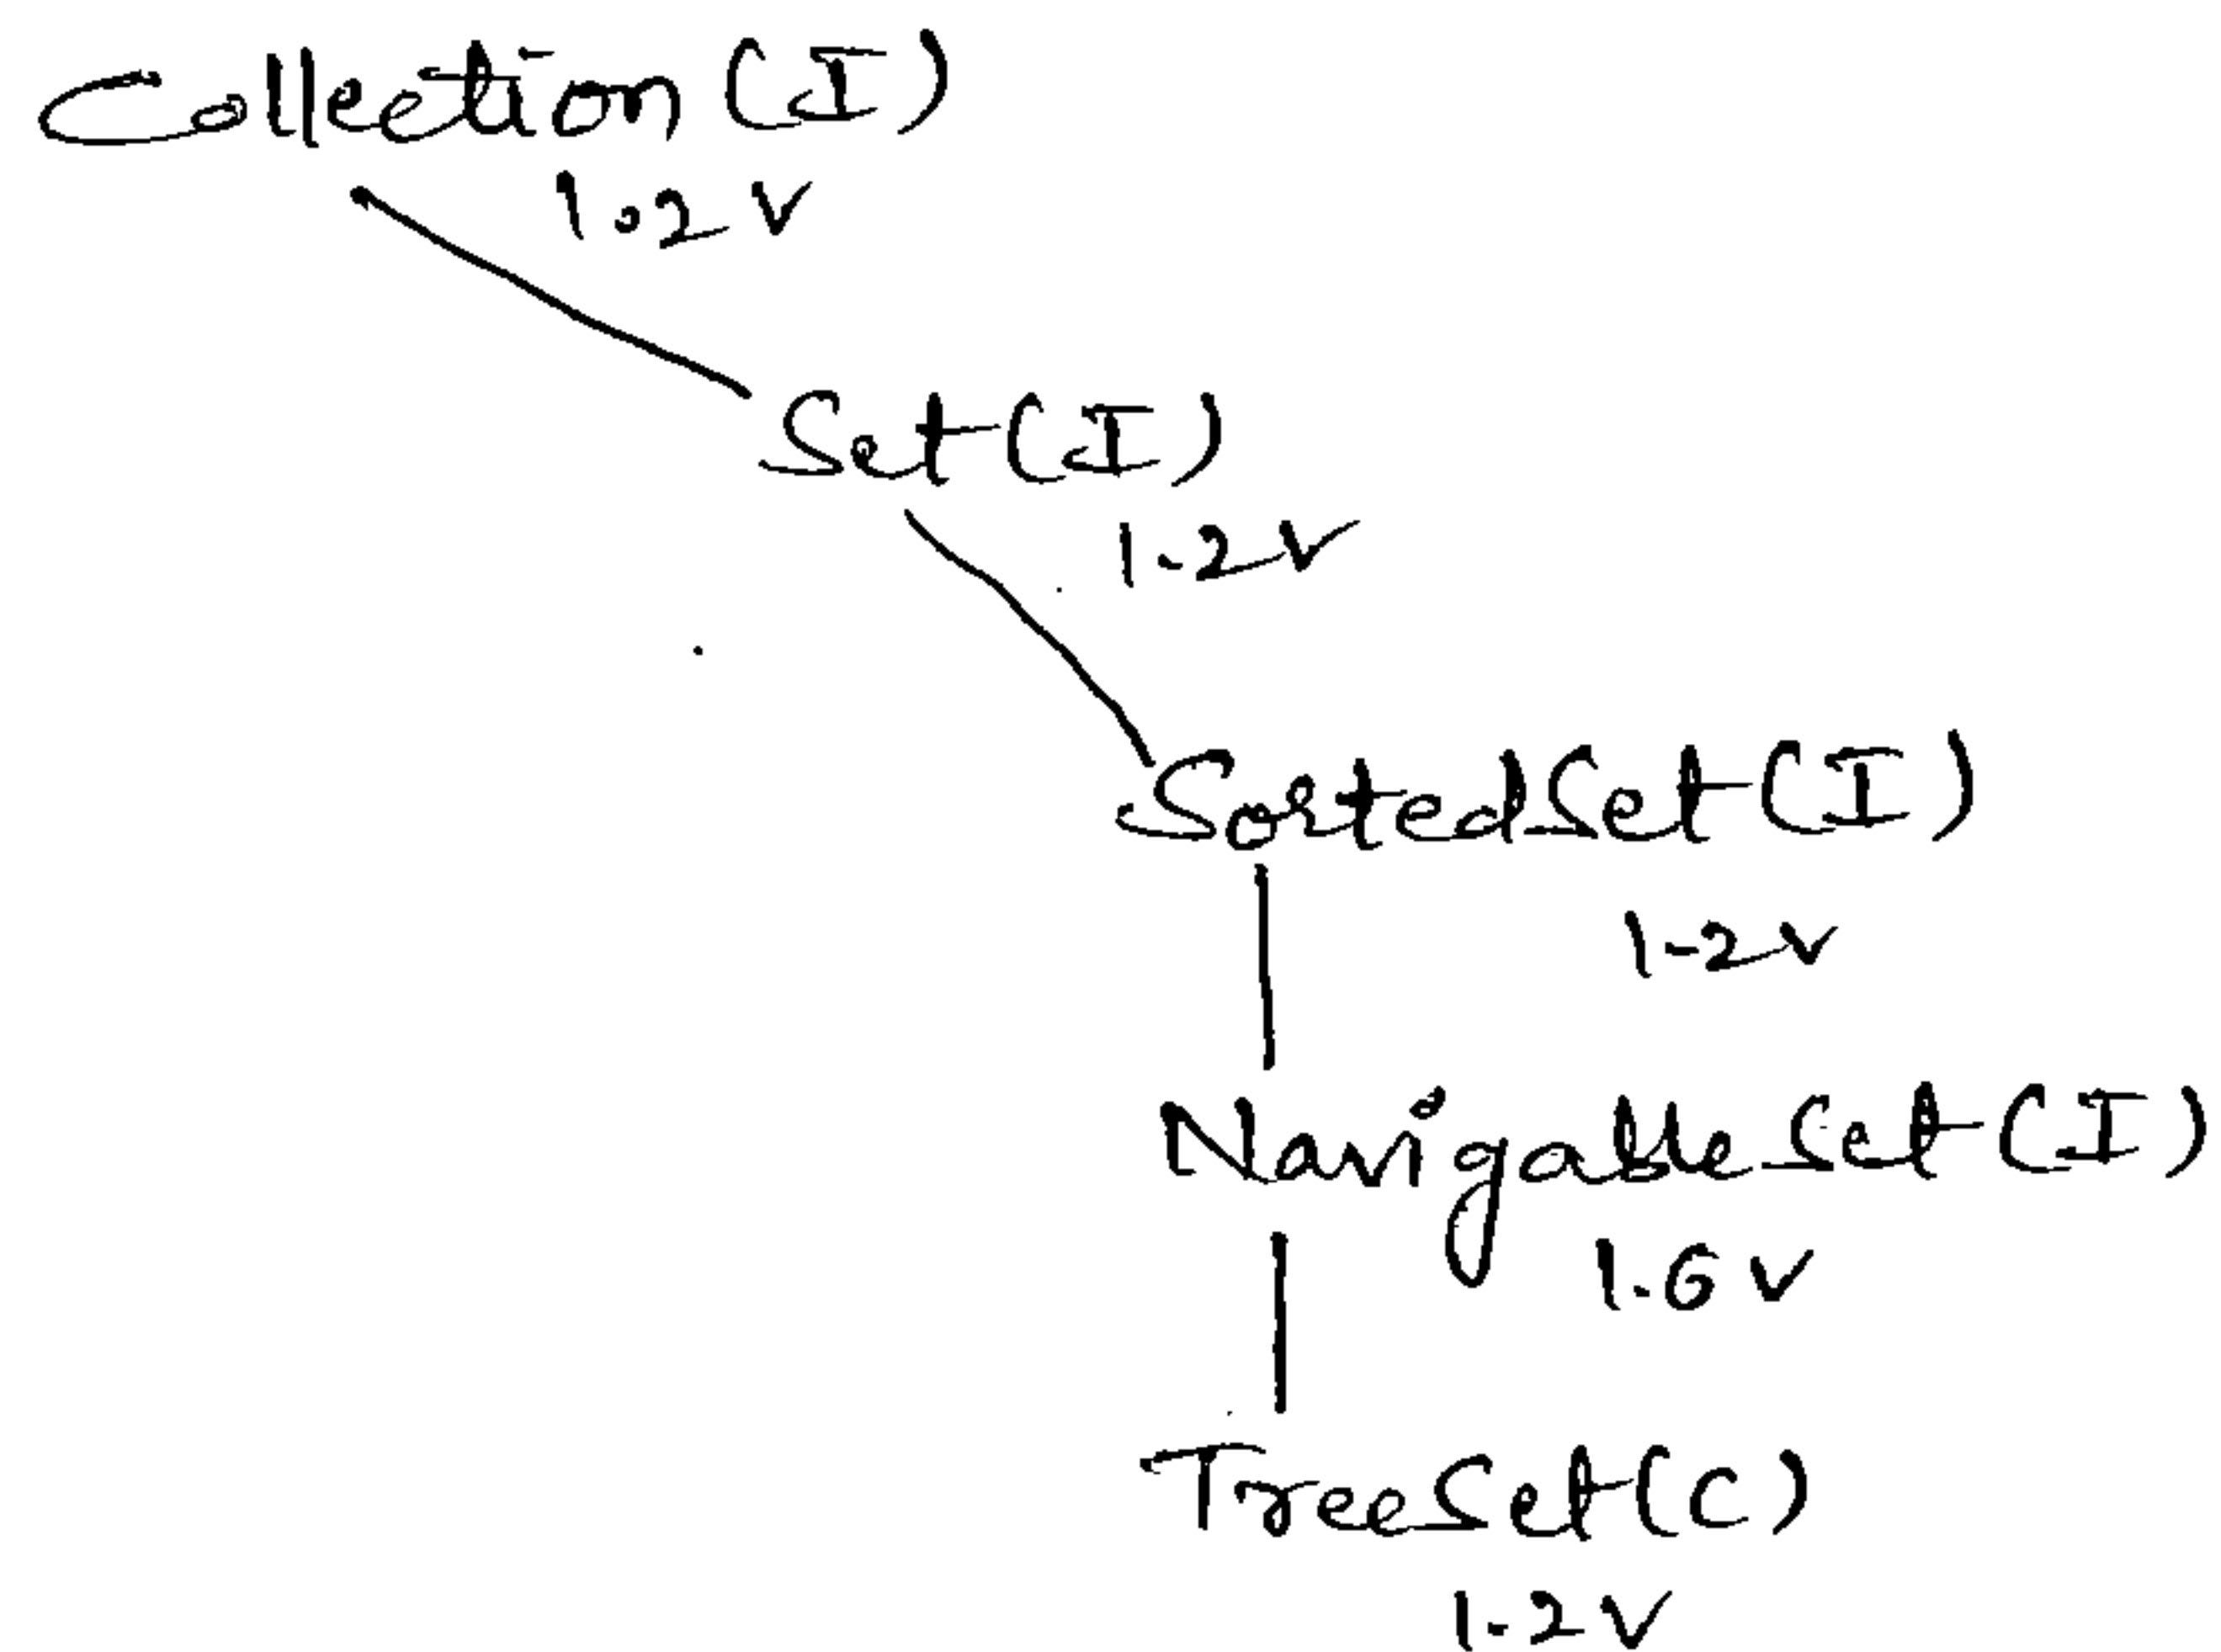 Collection (I)
1.2 v
Set (I)
1.2 v
SortedSet (I)
1.2 v
NavigableSet (I)
1.6 v
TreeSet (C)
1.2 v